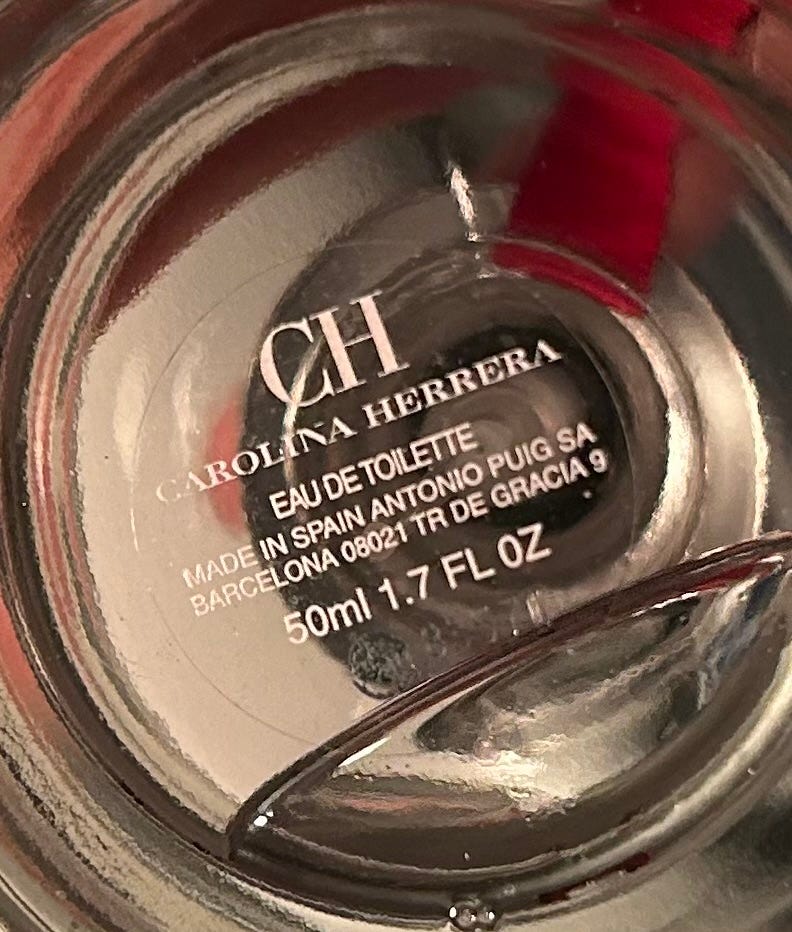 CH
CAROLINA HERRERA
EAU DE TOILETTE
MADE IN SPAIN ANTONIO PUIG SA
BARCELONA 08021 TR DE GRACIA 9
50ml 1.7 FL OZ